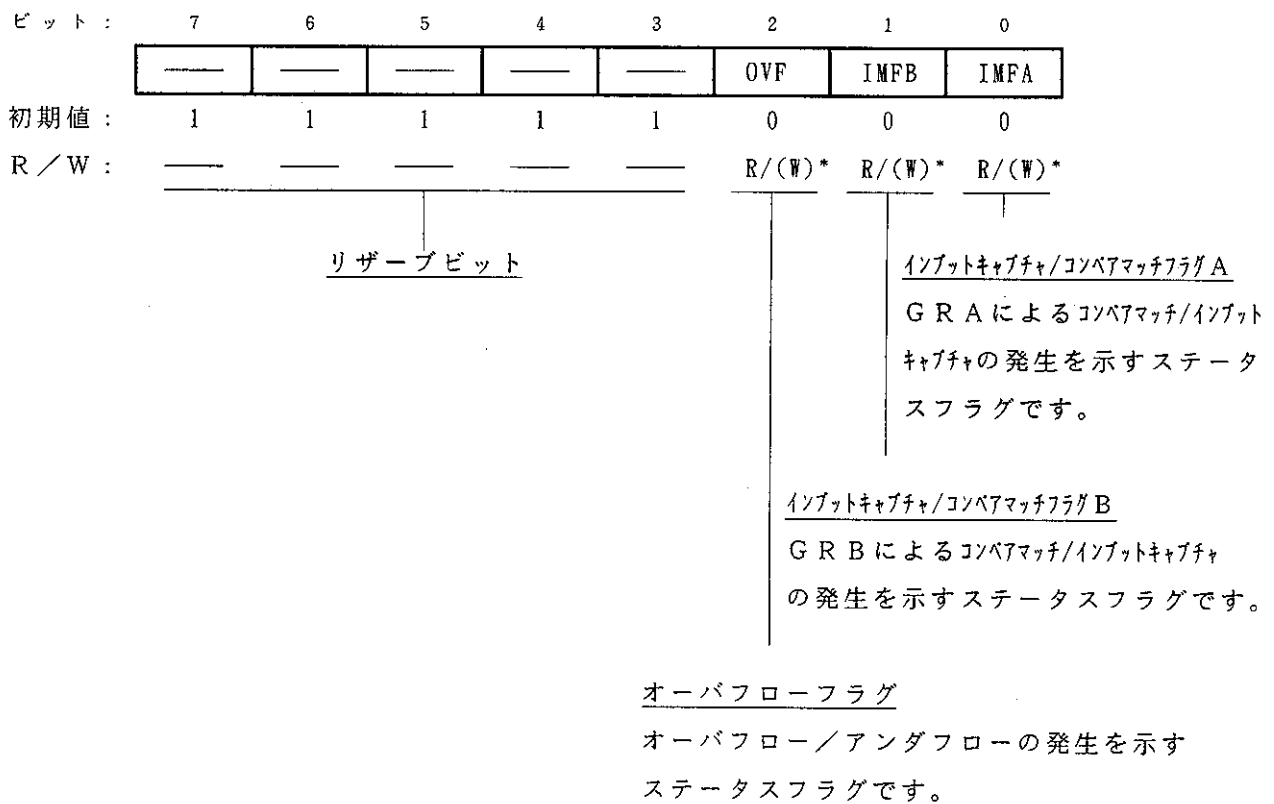 ビット： 7 6 5 4 3 2 1 0
— — — — — OVF IMFB IMFA
初期値： 1 1 1 1 1 0 0 0
R／W： — — — — — R/(W)* R/(W)* R/(W)*
リザーブビット
ｲﾝﾌﾟｯﾄｷｬﾌﾟﾁｬ/ｺﾝﾍﾟｱﾏｯﾁﾌﾗｸﾞA
GRAによるｺﾝﾍﾟｱﾏｯﾁ/ｲﾝﾌﾟｯﾄ
ｷｬﾌﾟﾁｬの発生を示すステータ
スフラグです。
ｲﾝﾌﾟｯﾄｷｬﾌﾟﾁｬ/ｺﾝﾍﾟｱﾏｯﾁﾌﾗｸﾞB
GRBによるｺﾝﾍﾟｱﾏｯﾁ/ｲﾝﾌﾟｯﾄｷｬﾌﾟﾁｬ
の発生を示すステータスフラグです。
オーバフローフラグ
オーバフロー／アンダフローの発生を示す
ステータスフラグです。